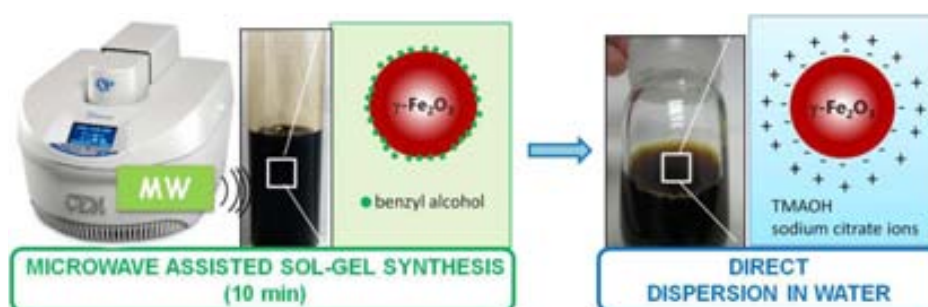 MW
CEM
γ-Fe₂O₃
benzyl alcohol
MICROWAVE ASSISTED SOL-GEL SYNTHESIS
(10 min)
γ-Fe₂O₃
TMAOH
sodium citrate ions
DIRECT
DISPERSION IN WATER